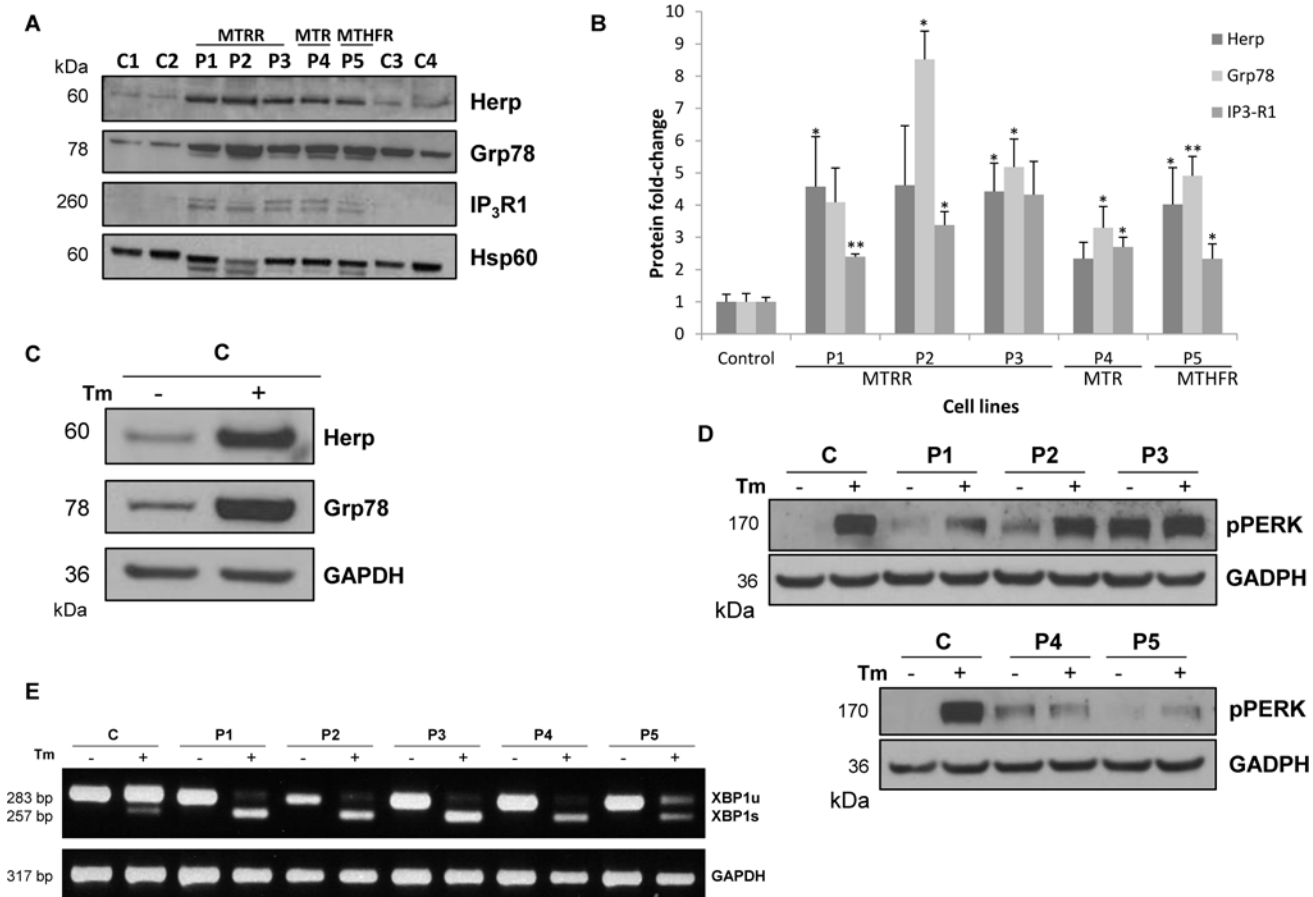 A
MTRR MTR MTHFR
C1 C2 P1 P2 P3 P4 P5 C3 C4
kDa
60 Herp
78 Grp78
260 IP₃R1
60 Hsp60
B
Protein fold-change
10
9
8
7
6
5
4
3
2
1
0
* ** * * * * * * * ** *
Herp
Grp78
IP3-R1
Control P1 P2 P3 P4 P5
MTRR MTR MTHFR
Cell lines
C
C
Tm - +
60 Herp
78 Grp78
36 GAPDH
kDa
D
C P1 P2 P3
Tm - + - + - + - +
170 pPERK
36 GADPH
kDa
C P4 P5
Tm - + - + - +
170 pPERK
36 GADPH
kDa
E
C P1 P2 P3 P4 P5
Tm - + - + - + - + - + - +
283 bp XBP1u
257 bp XBP1s
317 bp GAPDH